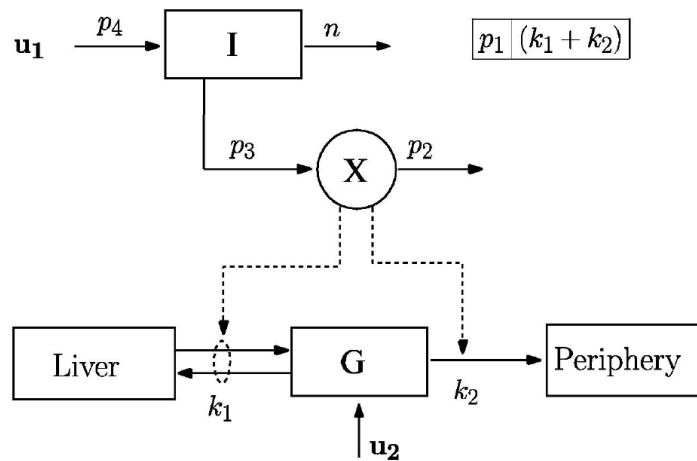 u₁ p₄ I n p₁ (k₁ + k₂)
p₃ X p₂
Liver k₁ G k₂ Periphery
u₂